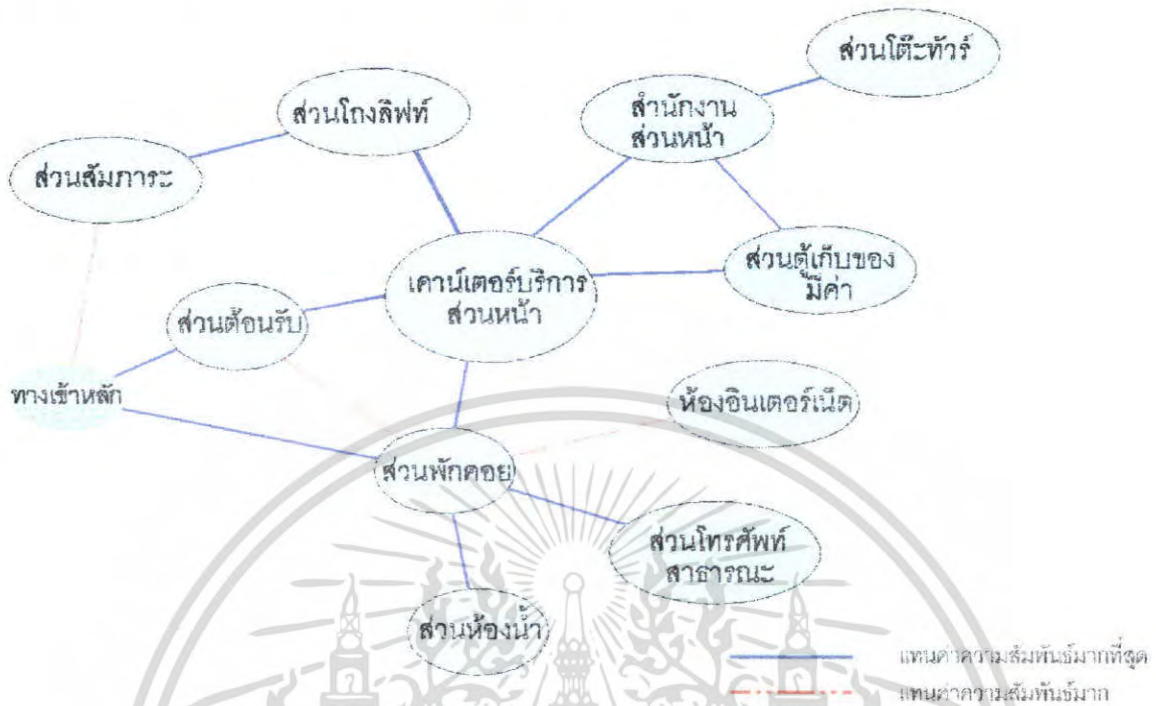 ส่วนโต๊ะทัวร์
ส่วนโถงลิฟท์
สำนักงาน
ส่วนหน้า
ส่วนสัมภาระ
ส่วนตู้เก็บของ
มีค่า
เคาน์เตอร์บริการ
ส่วนหน้า
ส่วนต้อนรับ
ทางเข้าหลัก
ห้องอินเตอร์เน็ต
ส่วนพักคอย
ส่วนโทรศัพท์
สาธารณะ
ส่วนห้องน้ำ
แทนค่าความสัมพันธ์มากที่สุด
แทนค่าความสัมพันธ์มาก